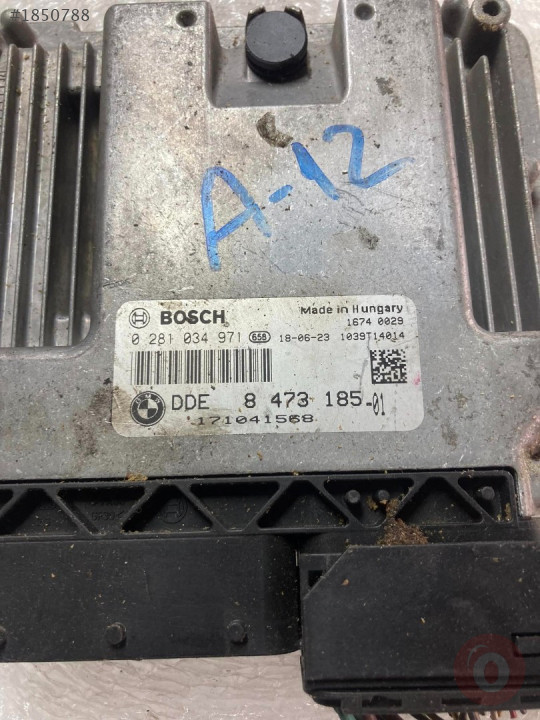 #1850788
A-12
BOSCH Made in Hungary
1674 0029
0 281 034 971 658 18-06-23 1039T14014
DDE 8 473 185-01
171041568